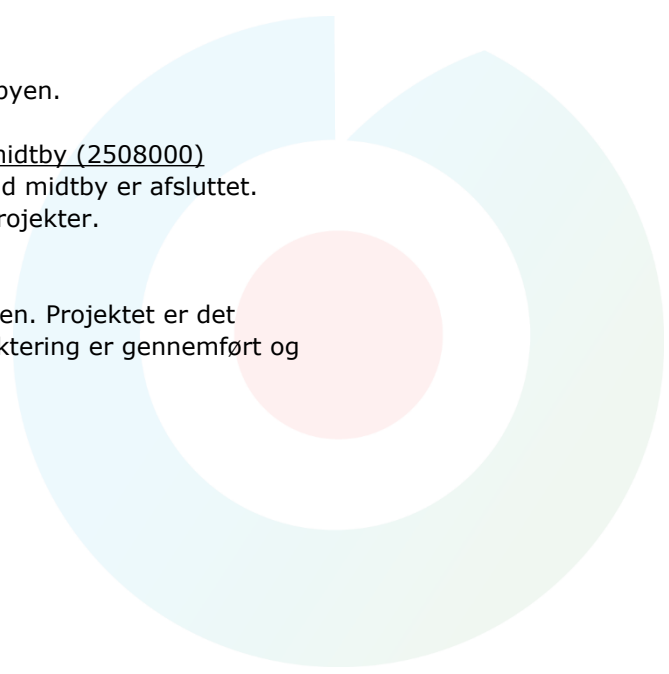 byen.
midtby (2508000)
d midtby er afsluttet.
rojekter.
en. Projektet er det
ktering er gennemført og